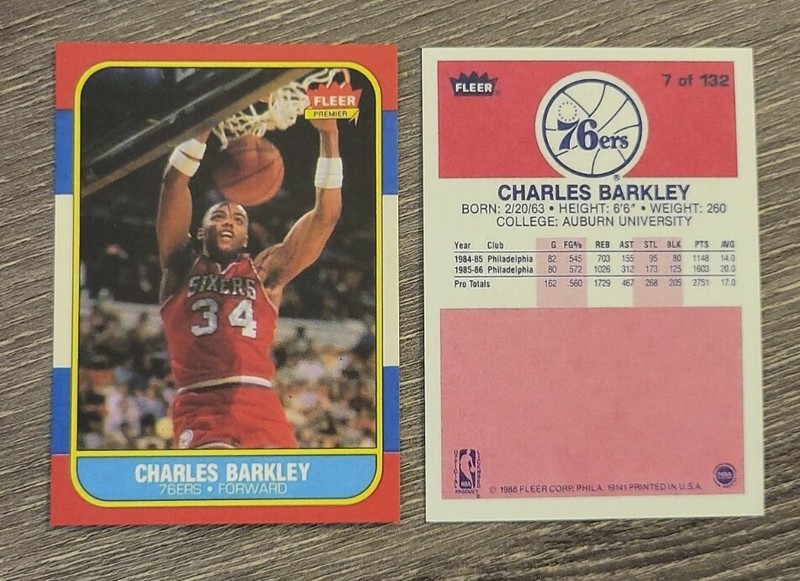 FLEER
PREMIER
SIXERS
34
CHARLES BARKLEY
76ERS • FORWARD
FLEER®
7 of 132
76ers
®
CHARLES BARKLEY
BORN: 2/20/63 • HEIGHT: 6'6" • WEIGHT: 260
COLLEGE: AUBURN UNIVERSITY
Year Club G FG% REB AST STL BLK PTS AVG
1984-85 Philadelphia 82 .545 703 155 95 80 1148 14.0
1985-86 Philadelphia 80 .572 1026 312 173 125 1603 20.0
Pro Totals 162 .560 1729 467 268 205 2751 17.0
NBA
PRODUCT
© 1986 FLEER CORP. PHILA. 19141 PRINTED IN U.S.A.